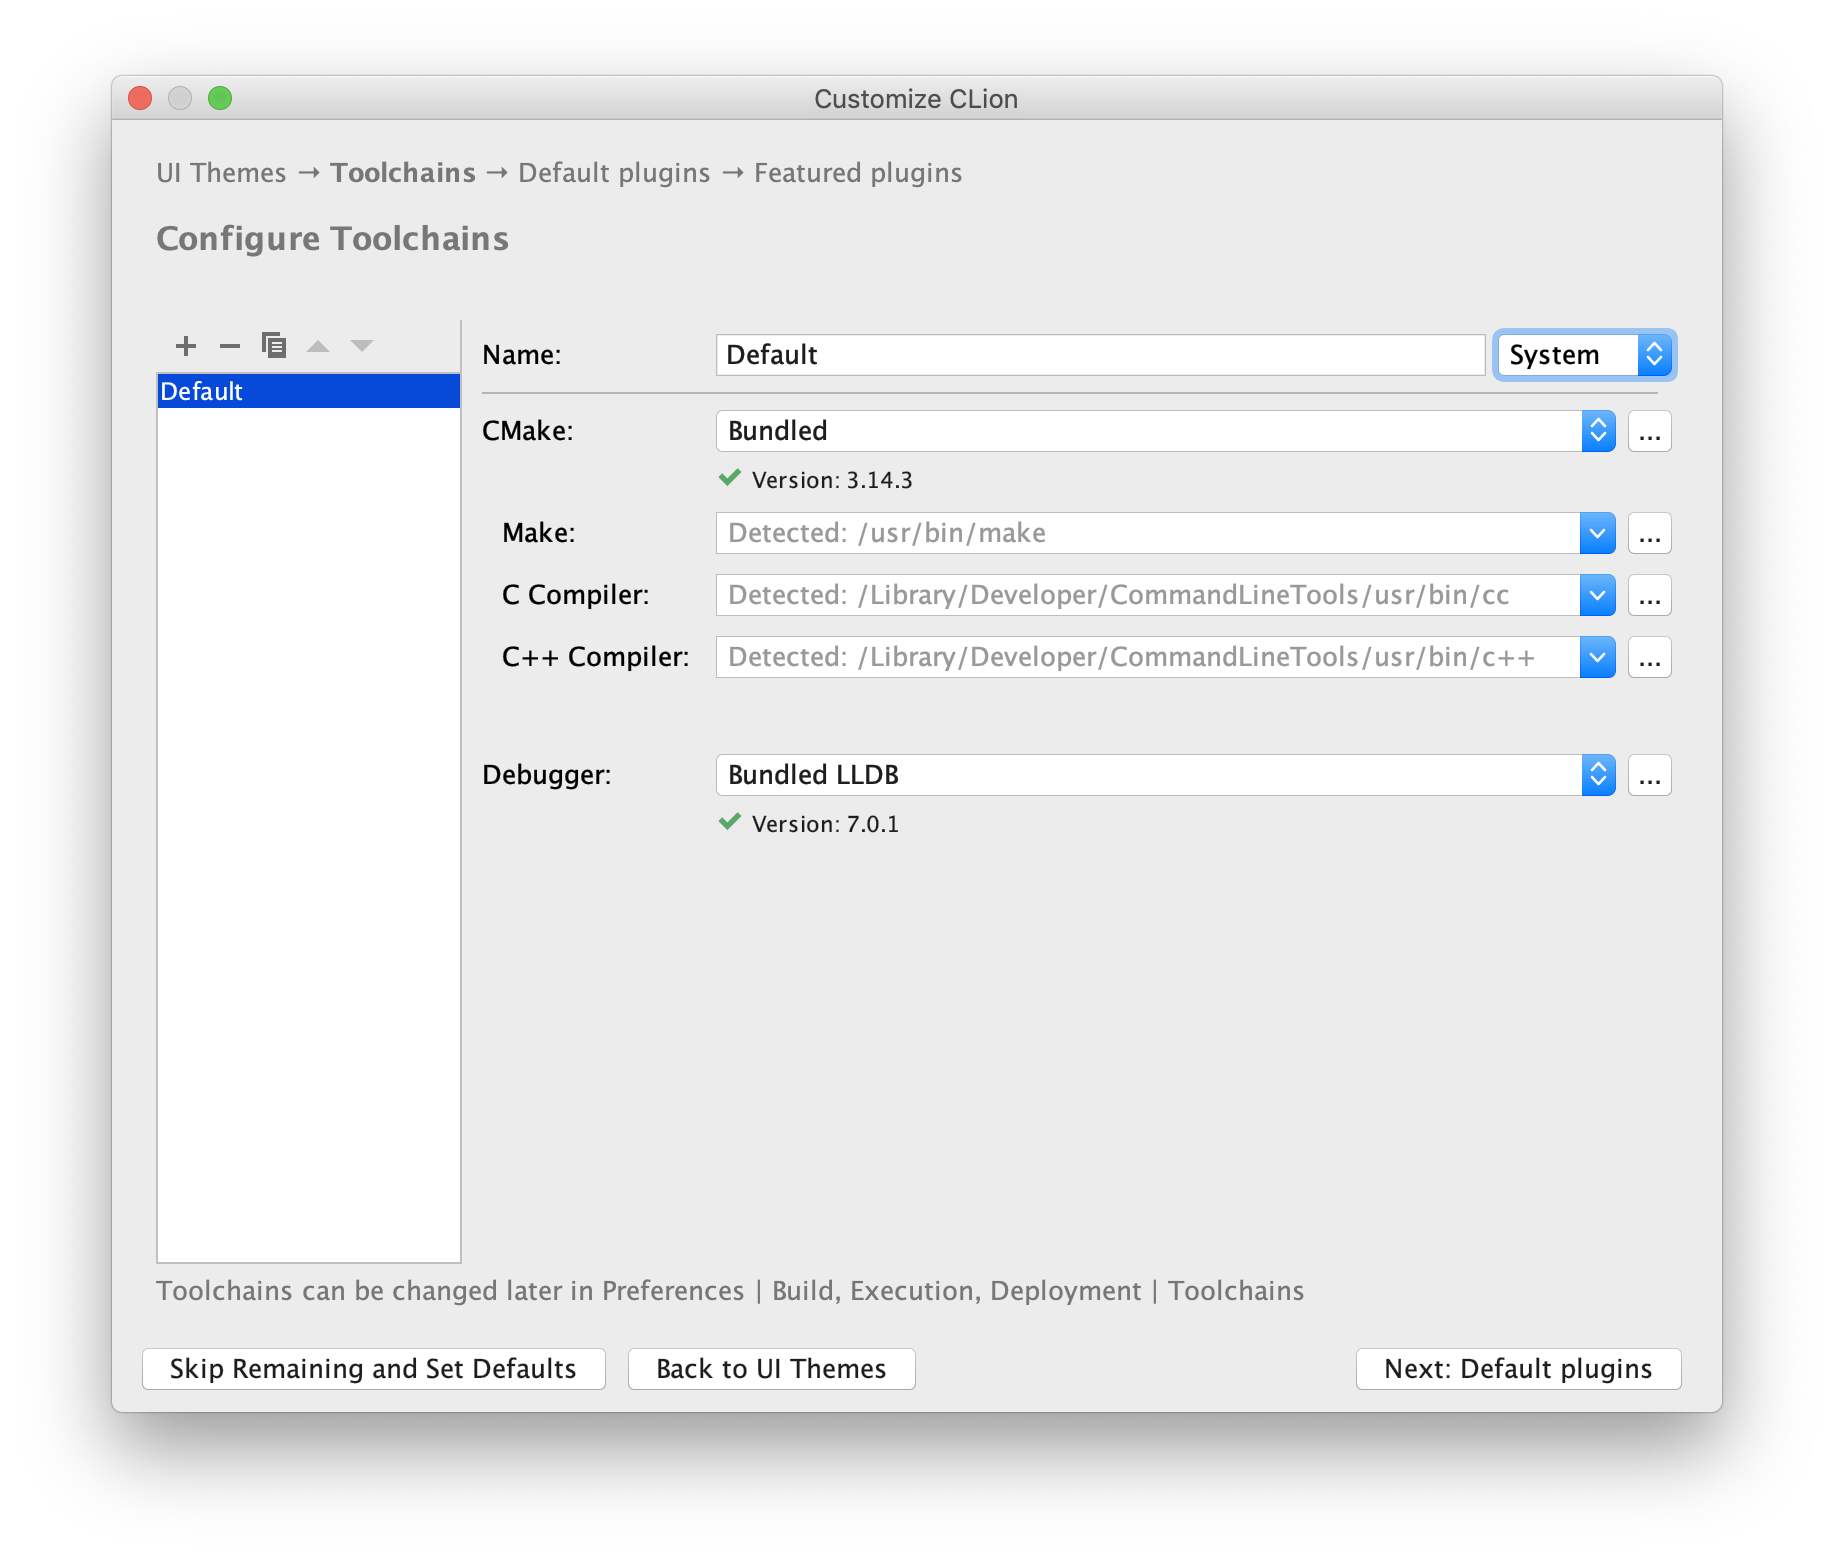 Customize CLion
UI Themes → Toolchains → Default plugins → Featured plugins
Configure Toolchains
Default
Name: Default System
CMake: Bundled ...
Version: 3.14.3
Make: Detected: /usr/bin/make ...
C Compiler: Detected: /Library/Developer/CommandLineTools/usr/bin/cc ...
C++ Compiler: Detected: /Library/Developer/CommandLineTools/usr/bin/c++ ...
Debugger: Bundled LLDB ...
Version: 7.0.1
Toolchains can be changed later in Preferences | Build, Execution, Deployment | Toolchains
Skip Remaining and Set Defaults Back to UI Themes Next: Default plugins